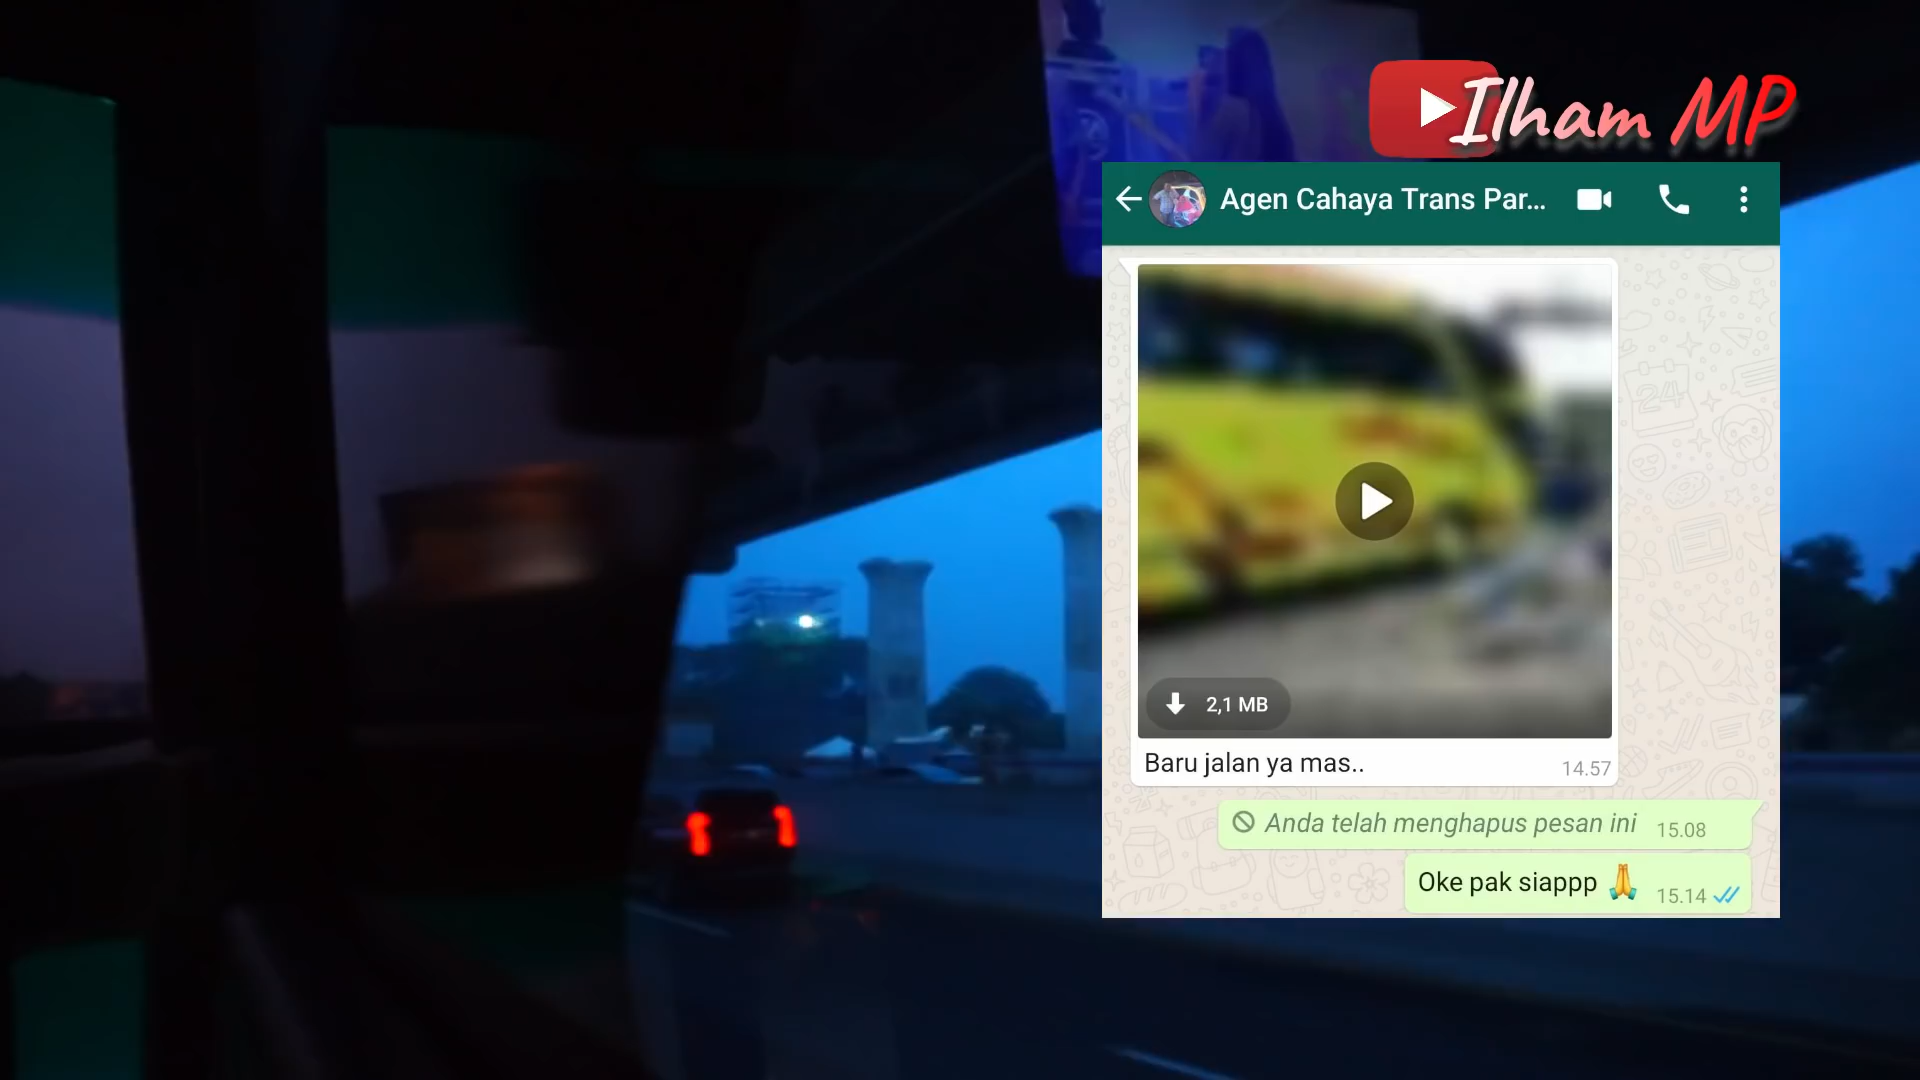 Ilham MP
Agen Cahaya Trans Par...
2,1 MB
Baru jalan ya mas..
14.57
Anda telah menghapus pesan ini
15.08
Oke pak siappp 🙏
15.14